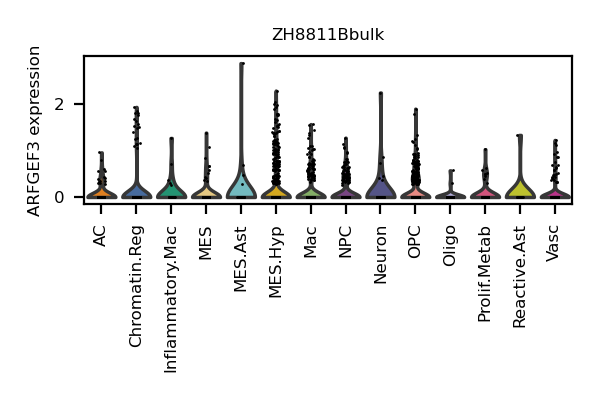 ZH8811Bbulk
ARFGEF3 expression
2
0
AC
Chromatin.Reg
Inflammatory.Mac
MES
MES.Ast
MES.Hyp
Mac
NPC
Neuron
OPC
Oligo
Prolif.Metab
Reactive.Ast
Vasc